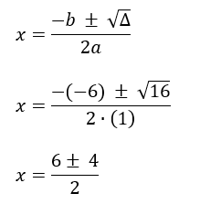 x = (−b ± √Δ) / 2a
x = (−(−6) ± √16) / 2 · (1)
x = (6 ± 4) / 2